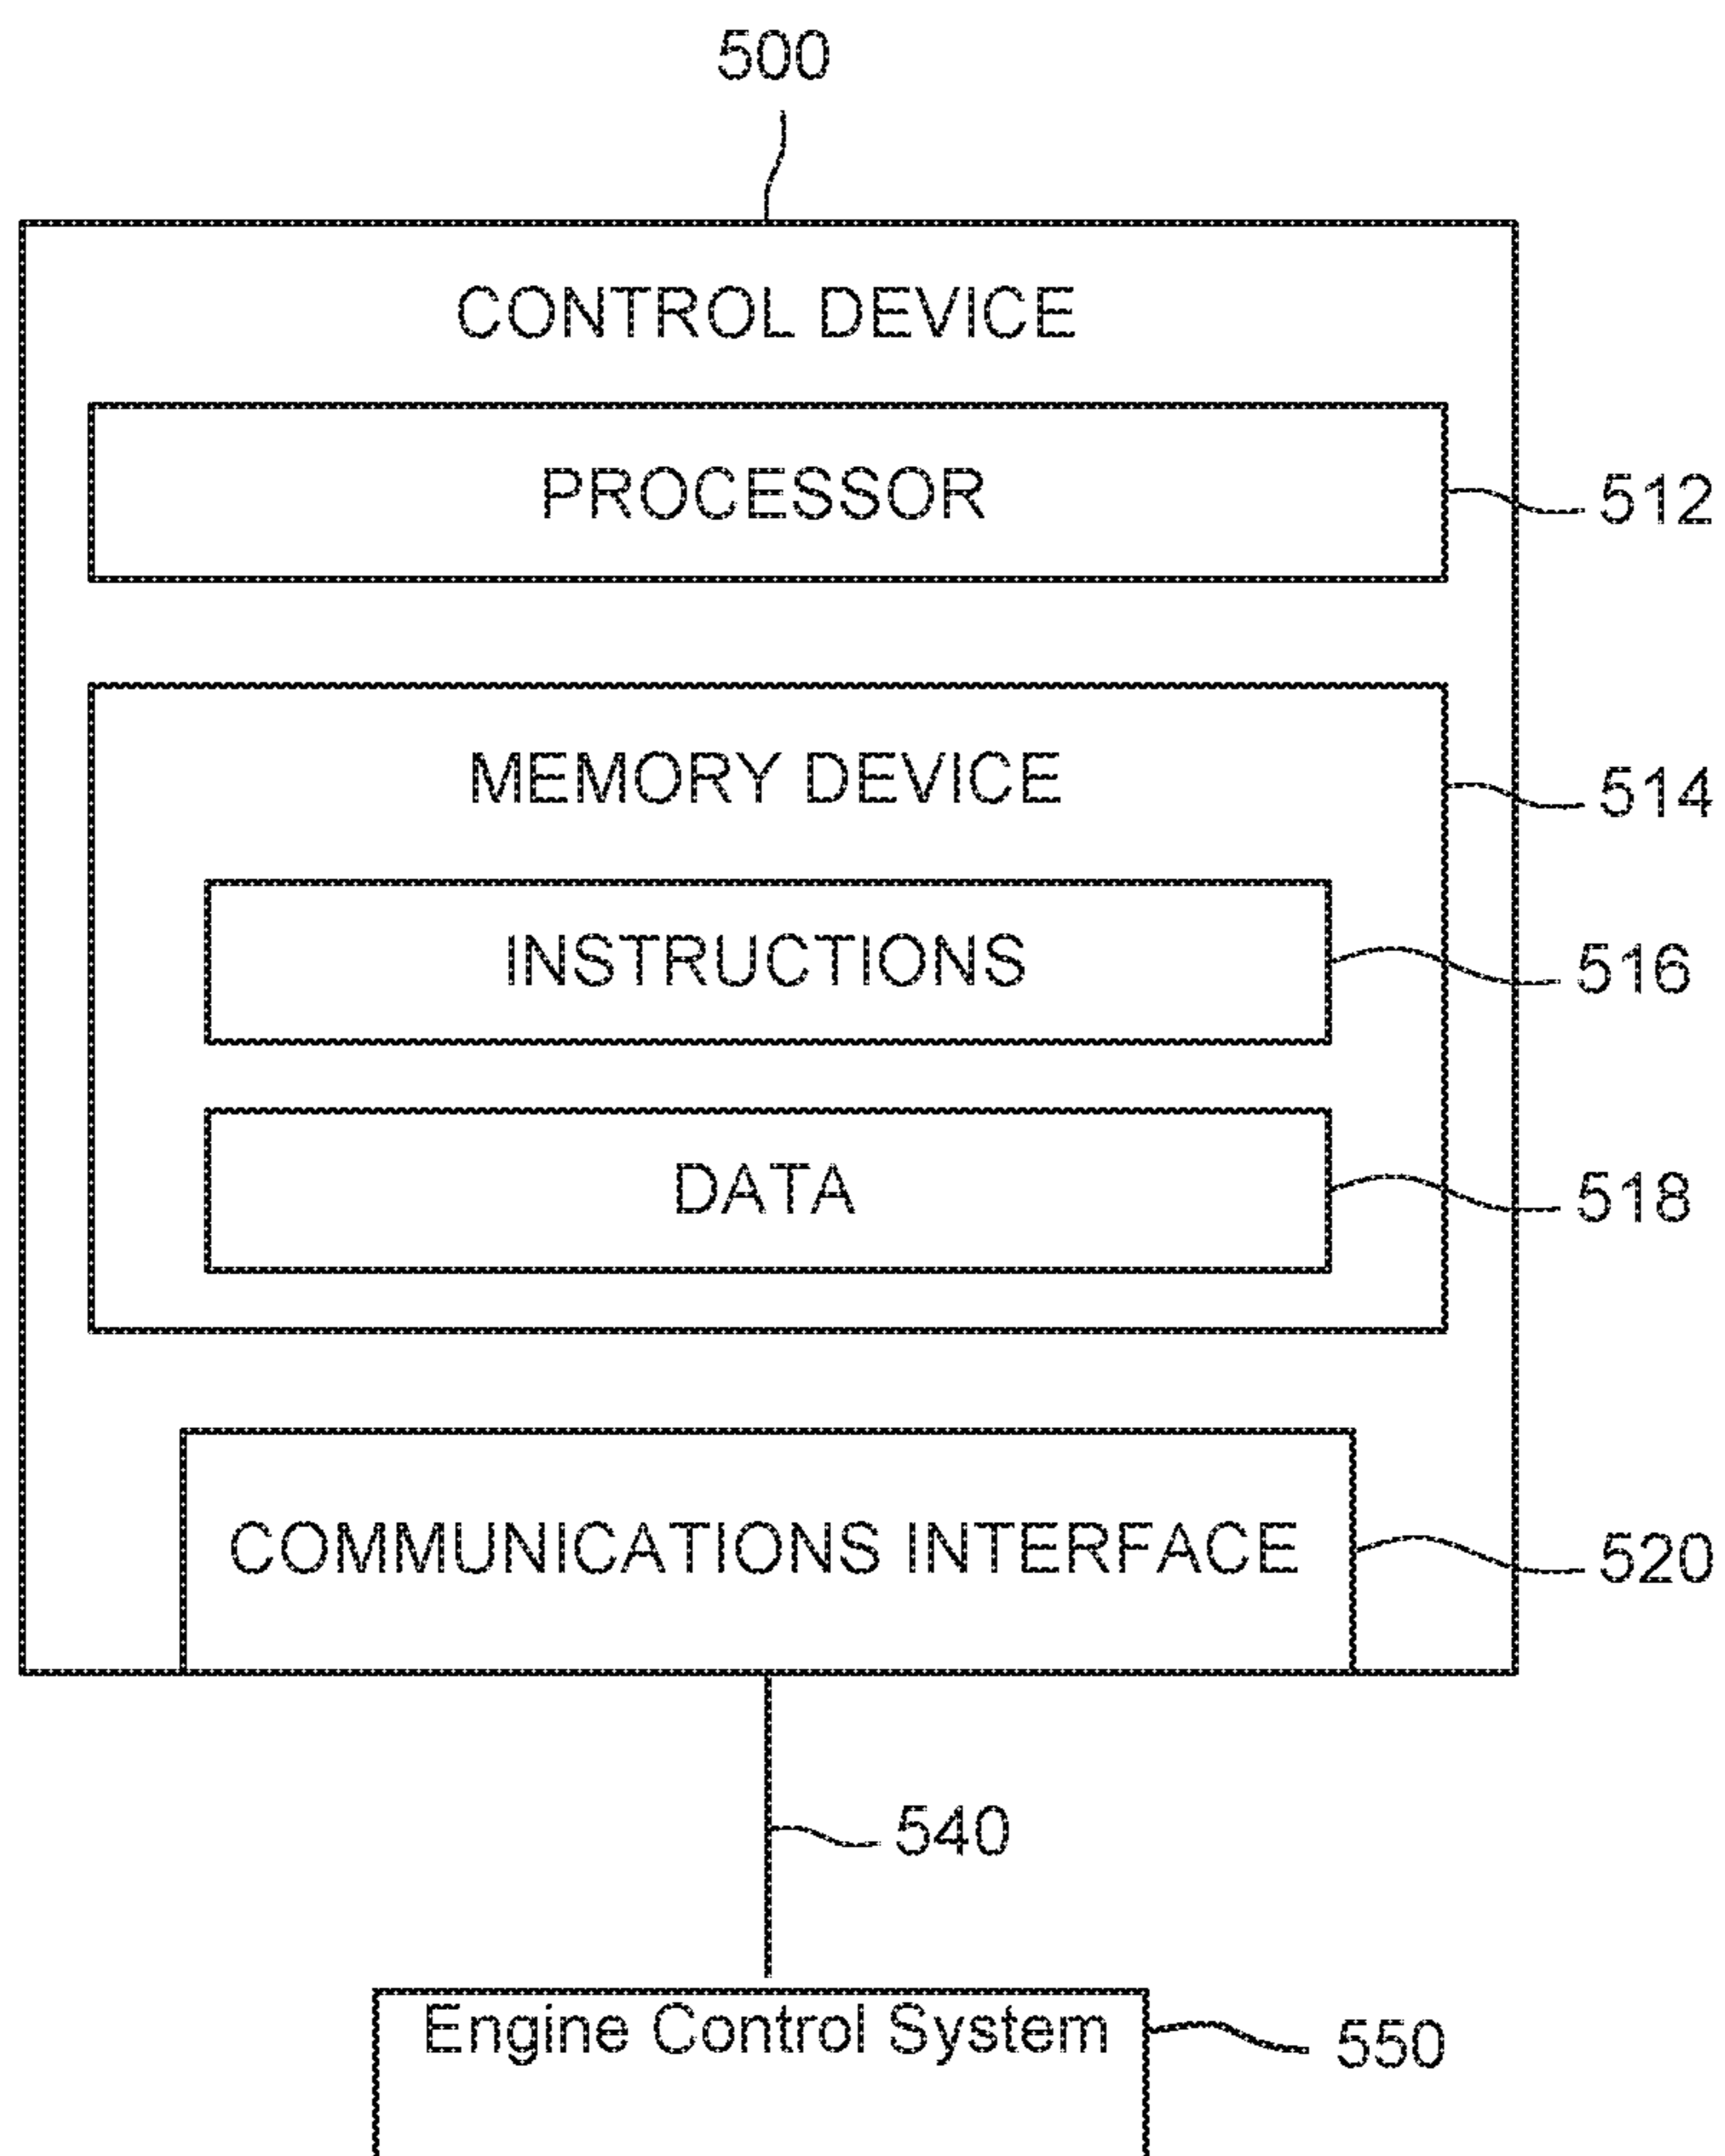 500
CONTROL DEVICE
PROCESSOR
512
MEMORY DEVICE
514
INSTRUCTIONS
516
DATA
518
COMMUNICATIONS INTERFACE
520
540
Engine Control System
550